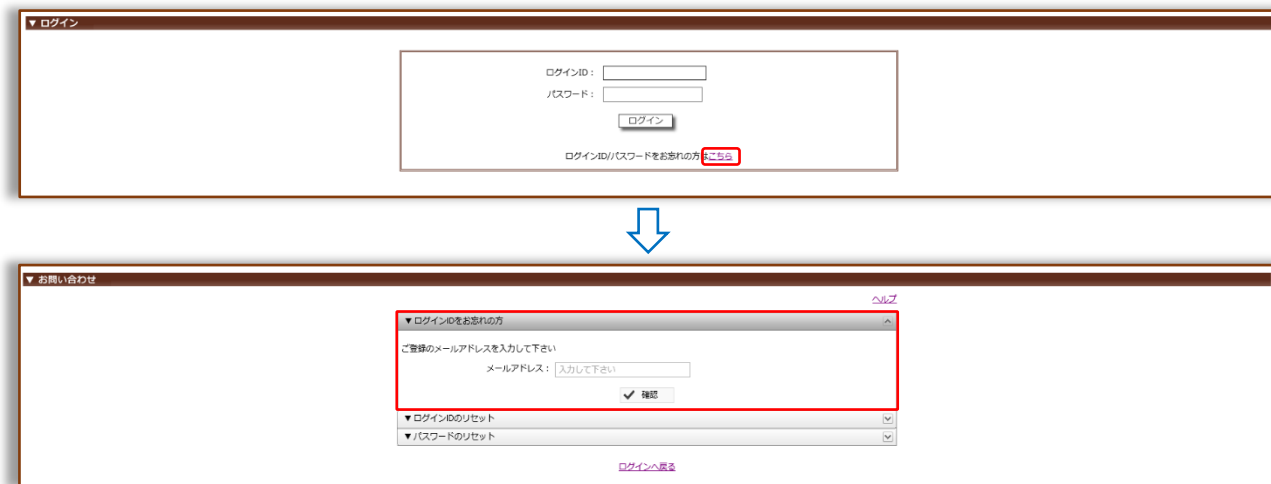 ▼ ログイン
ログインID：
パスワード：
ログイン
ログインID/パスワードをお忘れの方はこちら
▼ お問い合わせ
ヘルプ
▼ログインIDをお忘れの方
ご登録のメールアドレスを入力して下さい
メールアドレス： 入力して下さい
確認
▼ログインIDのリセット
▼パスワードのリセット
ログインへ戻る